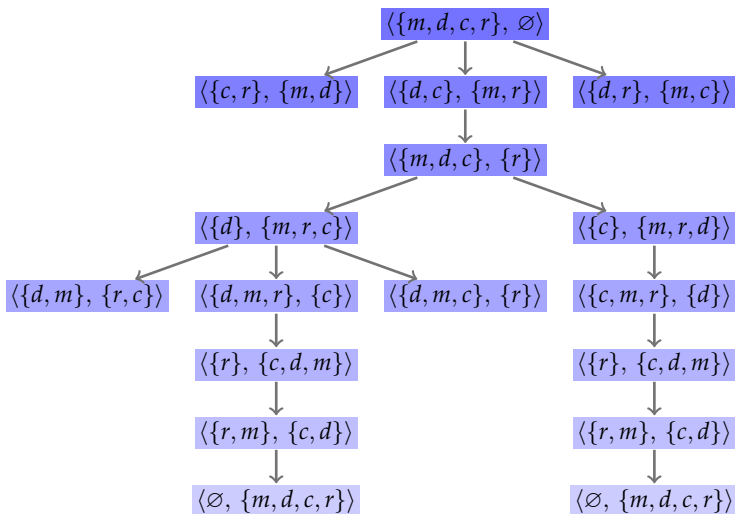 ⟨{m, d, c, r}, ∅⟩
⟨{c, r}, {m, d}⟩ ⟨{d, c}, {m, r}⟩ ⟨{d, r}, {m, c}⟩
⟨{m, d, c}, {r}⟩
⟨{d}, {m, r, c}⟩ ⟨{c}, {m, r, d}⟩
⟨{d, m}, {r, c}⟩ ⟨{d, m, r}, {c}⟩ ⟨{d, m, c}, {r}⟩ ⟨{c, m, r}, {d}⟩
⟨{r}, {c, d, m}⟩ ⟨{r}, {c, d, m}⟩
⟨{r, m}, {c, d}⟩ ⟨{r, m}, {c, d}⟩
⟨∅, {m, d, c, r}⟩ ⟨∅, {m, d, c, r}⟩